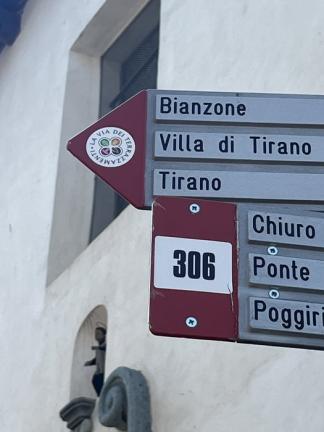 Bianzone
LA VIA DEI TERRAZZAMENTI
Villa di Tirano
Tirano
306
Chiuro
Ponte
Poggiri